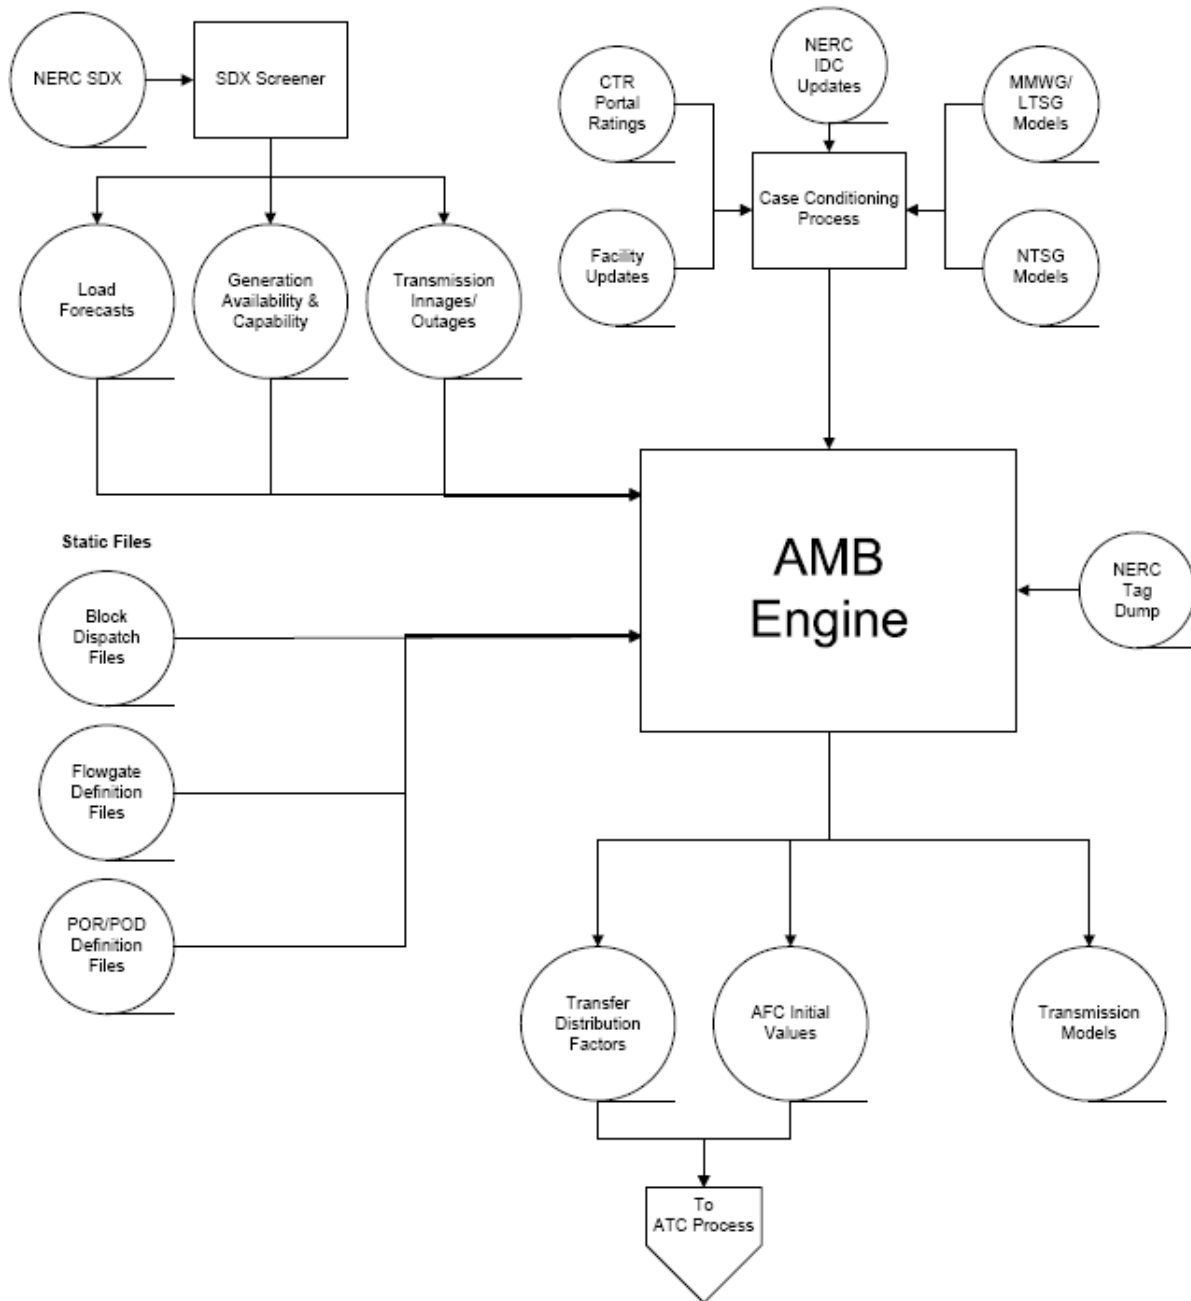 NERC SDX
SDX Screener
NERC
IDC
Updates
CTR
Portal
Ratings
MMWG/
LTSG
Models
Case Conditioning
Process
Facility
Updates
NTSG
Models
Load
Forecasts
Generation
Availability &
Capability
Transmission
Innages/
Outages
AMB
Engine
NERC
Tag
Dump
Static Files
Block
Dispatch
Files
Flowgate
Definition
Files
POR/POD
Definition
Files
Transfer
Distribution
Factors
AFC Initial
Values
Transmission
Models
To
ATC Process